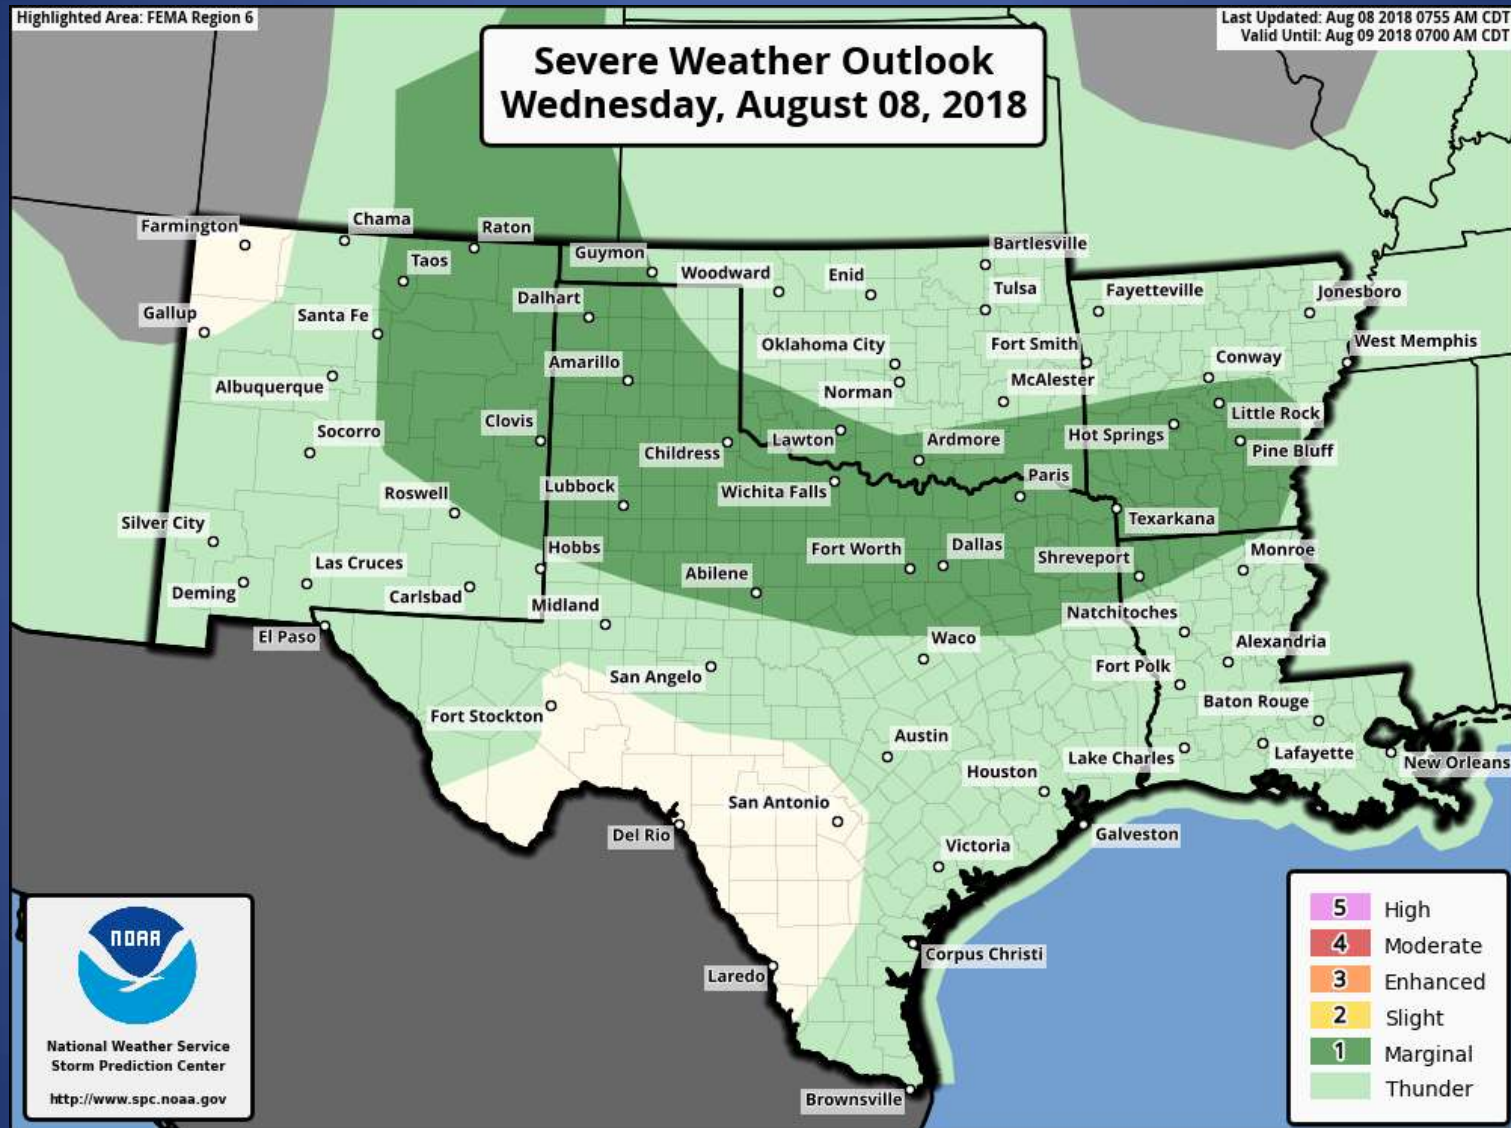 Highlighted Area: FEMA Region 6
Last Updated: Aug 08 2018 0755 AM CDT
Valid Until: Aug 09 2018 0700 AM CDT
Severe Weather Outlook
Wednesday, August 08, 2018
Farmington
Chama
Raton
Taos
Guymon
Woodward
Enid
Bartlesville
Tulsa
Fayetteville
Jonesboro
Gallup
Santa Fe
Dalhart
Oklahoma City
Fort Smith
Conway
West Memphis
Albuquerque
Amarillo
Norman
McAlester
Little Rock
Socorro
Clovis
Childress
Lawton
Ardmore
Hot Springs
Pine Bluff
Roswell
Lubbock
Wichita Falls
Paris
Texarkana
Silver City
Las Cruces
Hobbs
Fort Worth
Dallas
Shreveport
Monroe
Deming
Carlsbad
Midland
Abilene
Natchitoches
El Paso
Waco
Alexandria
San Angelo
Fort Polk
Fort Stockton
Baton Rouge
Austin
Lake Charles
Lafayette
New Orleans
Houston
San Antonio
Del Rio
Galveston
Victoria
Corpus Christi
Laredo
Brownsville
NOAA
National Weather Service
Storm Prediction Center
http://www.spc.noaa.gov
5 High
4 Moderate
3 Enhanced
2 Slight
1 Marginal
Thunder